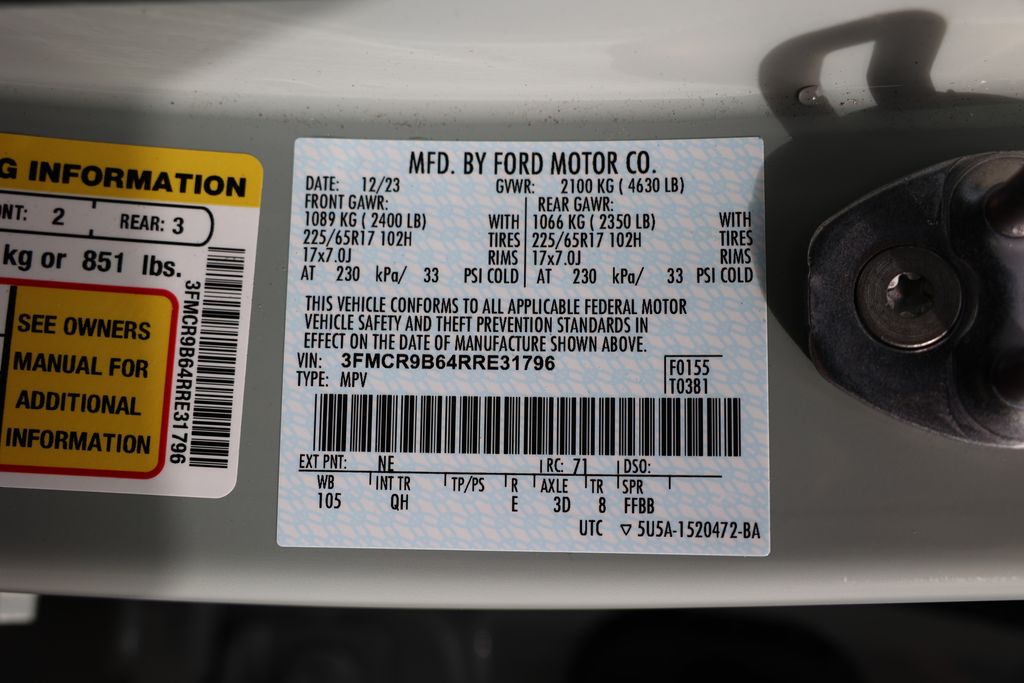 G INFORMATION
NT: 2 REAR: 3
kg or 851 lbs.
SEE OWNERS
MANUAL FOR
ADDITIONAL
INFORMATION
3FMCR9B64RRE31796
MFD. BY FORD MOTOR CO.
DATE: 12/23 GVWR: 2100 KG ( 4630 LB)
FRONT GAWR: REAR GAWR:
1089 KG ( 2400 LB) WITH 1066 KG ( 2350 LB) WITH
225/65R17 102H TIRES 225/65R17 102H TIRES
17x7.0J RIMS 17x7.0J RIMS
AT 230 kPa/ 33 PSI COLD AT 230 kPa/ 33 PSI COLD
THIS VEHICLE CONFORMS TO ALL APPLICABLE FEDERAL MOTOR
VEHICLE SAFETY AND THEFT PREVENTION STANDARDS IN
EFFECT ON THE DATE OF MANUFACTURE SHOWN ABOVE.
VIN: 3FMCR9B64RRE31796 F0155
TYPE: MPV T0381
EXT PNT: NE RC: 71 DSO:
WB INT TR TP/PS R AXLE TR SPR
105 QH E 3D 8 FFBB
UTC ▽ 5U5A-1520472-BA